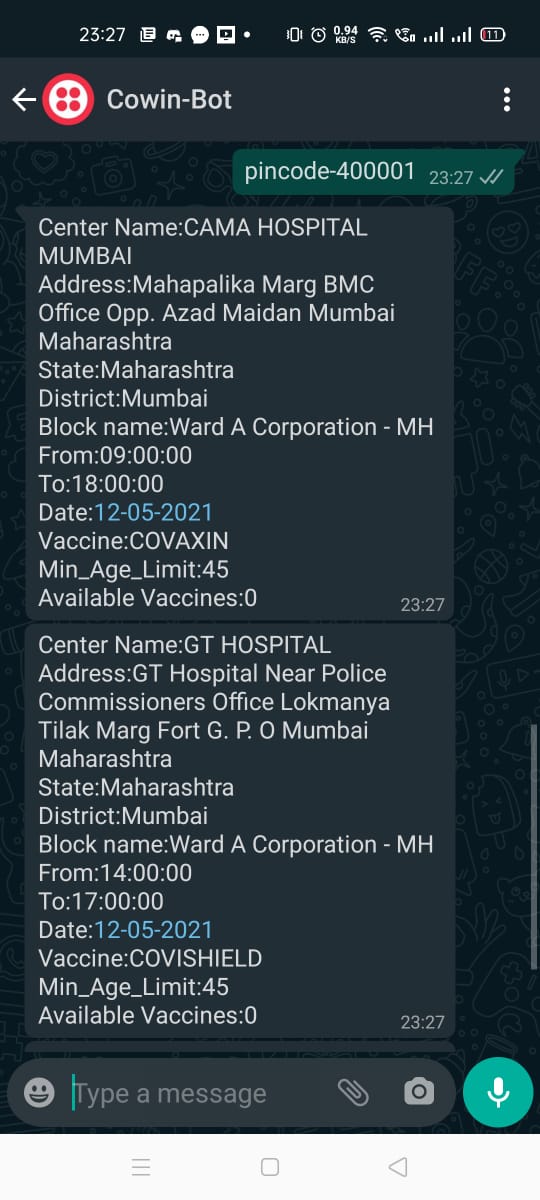 23:27
0.94
KB/S
11
Cowin-Bot
pincode-400001
23:27
Center Name:CAMA HOSPITAL
MUMBAI
Address:Mahapalika Marg BMC
Office Opp. Azad Maidan Mumbai
Maharashtra
State:Maharashtra
District:Mumbai
Block name:Ward A Corporation - MH
From:09:00:00
To:18:00:00
Date:12-05-2021
Vaccine:COVAXIN
Min_Age_Limit:45
Available Vaccines:0
23:27
Center Name:GT HOSPITAL
Address:GT Hospital Near Police
Commissioners Office Lokmanya
Tilak Marg Fort G. P. O Mumbai
Maharashtra
State:Maharashtra
District:Mumbai
Block name:Ward A Corporation - MH
From:14:00:00
To:17:00:00
Date:12-05-2021
Vaccine:COVISHIELD
Min_Age_Limit:45
Available Vaccines:0
23:27
Type a message